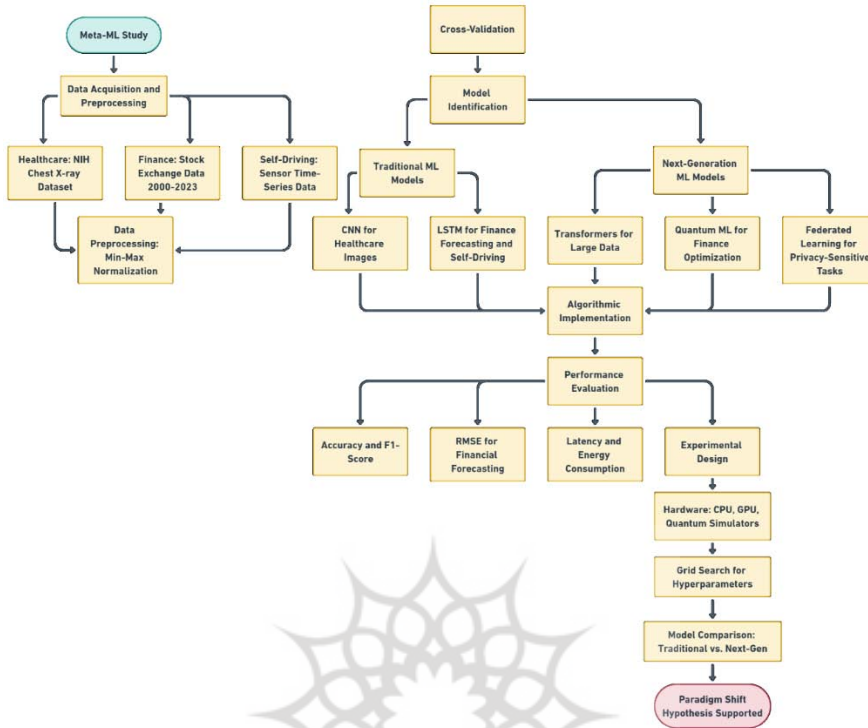 Meta-ML Study
Data Acquisition and
Preprocessing
Healthcare: NIH
Chest X-ray
Dataset
Finance: Stock
Exchange Data
2000-2023
Self-Driving:
Sensor Time-
Series Data
Data
Preprocessing:
Min-Max
Normalization
Cross-Validation
Model
Identification
Traditional ML
Models
Next-Generation
ML Models
CNN for
Healthcare
Images
LSTM for Finance
Forecasting and
Self-Driving
Transformers for
Large Data
Quantum ML for
Finance
Optimization
Federated
Learning for
Privacy-Sensitive
Tasks
Algorithmic
Implementation
Performance
Evaluation
Accuracy and F1-
Score
RMSE for
Financial
Forecasting
Latency and
Energy
Consumption
Experimental
Design
Hardware: CPU, GPU,
Quantum Simulators
Grid Search for
Hyperparameters
Model Comparison:
Traditional vs. Next-Gen
Paradigm Shift
Hypothesis Supported